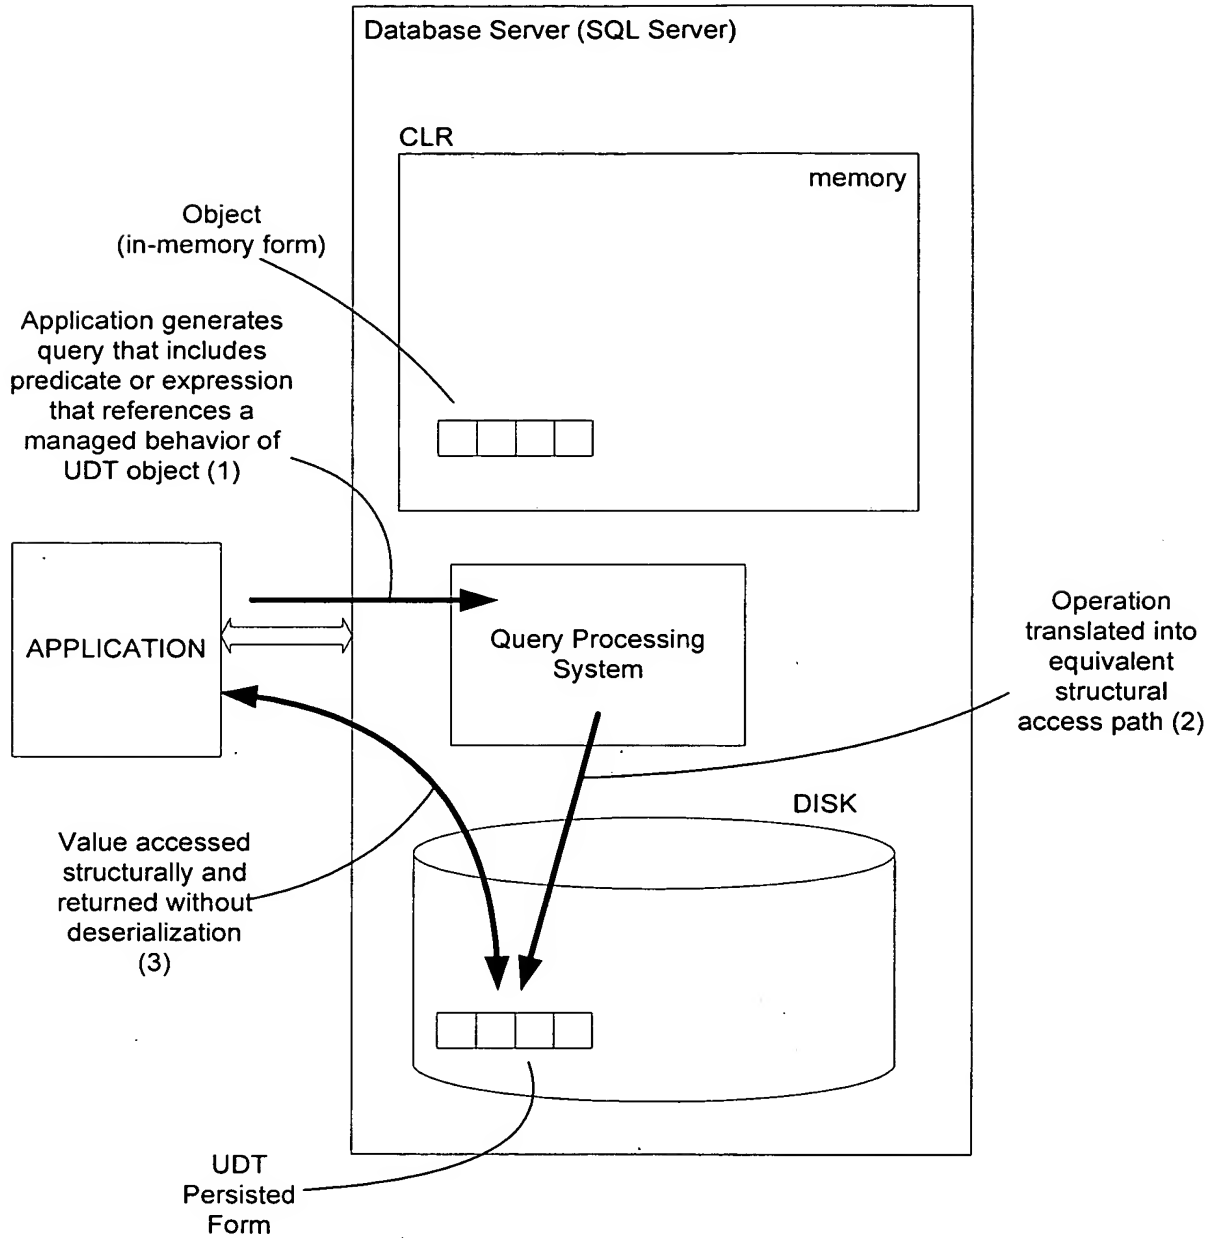 Database Server (SQL Server)
CLR
memory
Object
(in-memory form)
Application generates
query that includes
predicate or expression
that references a
managed behavior of
UDT object (1)
APPLICATION
Query Processing
System
Operation
translated into
equivalent
structural
access path (2)
DISK
Value accessed
structurally and
returned without
deserialization
(3)
UDT
Persisted
Form